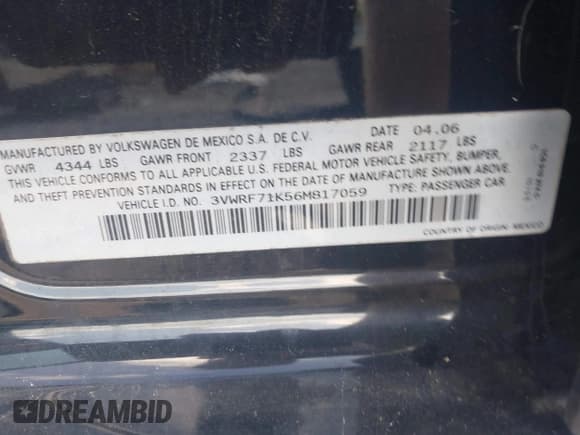 MANUFACTURED BY VOLKSWAGEN DE MEXICO S.A. DE C.V. DATE 04.06
GVWR 4344 LBS GAWR FRONT 2337 LBS GAWR REAR 2117 LBS
THIS VEHICLE CONFORMS TO ALL APPLICABLE U.S. FEDERAL MOTOR VEHICLE SAFETY, BUMPER,
AND THEFT PREVENTION STANDARDS IN EFFECT ON THE DATE OF MANUFACTURE SHOWN ABOVE.
VEHICLE I.D. NO. 3VWRF71K56M817059 TYPE: PASSENGER CAR
COUNTRY OF ORIGIN: MEXICO
DREAMBID